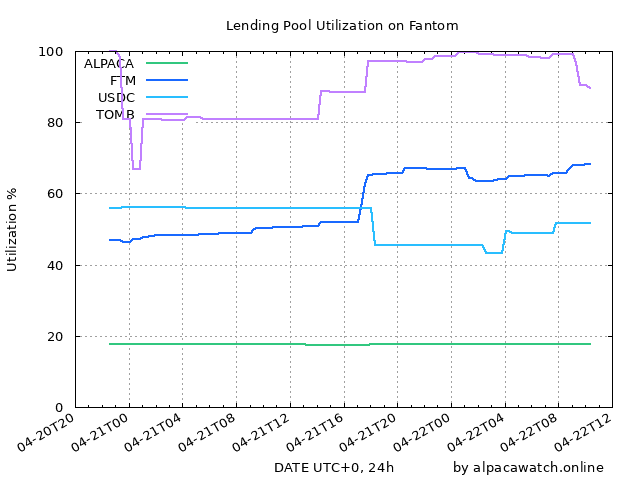 Lending Pool Utilization on Fantom
100
80
60
40
20
0
Utilization %
ALPACA
FTM
USDC
TOMB
04-20T20
04-21T00
04-21T04
04-21T08
04-21T12
04-21T16
04-21T20
04-22T00
04-22T04
04-22T08
04-22T12
DATE UTC+0, 24h
by alpacawatch.online